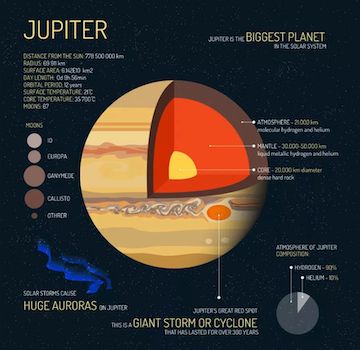 JUPITER
JUPITER IS THE BIGGEST PLANET
IN THE SOLAR SYSTEM
DISTANCE FROM THE SUN: 778 500 000 km
RADIUS: 69 911 km
SURFACE AREA: 6.1421E10 km2
DAY LENGTH: 0d 9h 56min
ORBITAL PERIOD: 12 years
SURFACE TEMPERATURE: 21°C
CORE TEMPERATURE: 35 700°C
MOONS: 67
MOONS
IO
EUROPA
GANYMEDE
CALLISTO
OTHRER
ATMOSPHERE - 21.000 km
molecular hydrogen and helium
MANTLE - 30.000-50.000 km
liquid metallic hydrogen and helium
CORE - 20.000 km diameter
dense hard rock
SOLAR STORMS CAUSE
HUGE AURORAS ON JUPITER
ATMOSPHERE OF JUPITER
COMPOSITION:
HYDROGEN - 90%
HELIUM - 10%
JUPITER'S GREAT RED SPOT
THIS IS A GIANT STORM OR CYCLONE
THAT HAS LASTED FOR OVER 300 YEARS